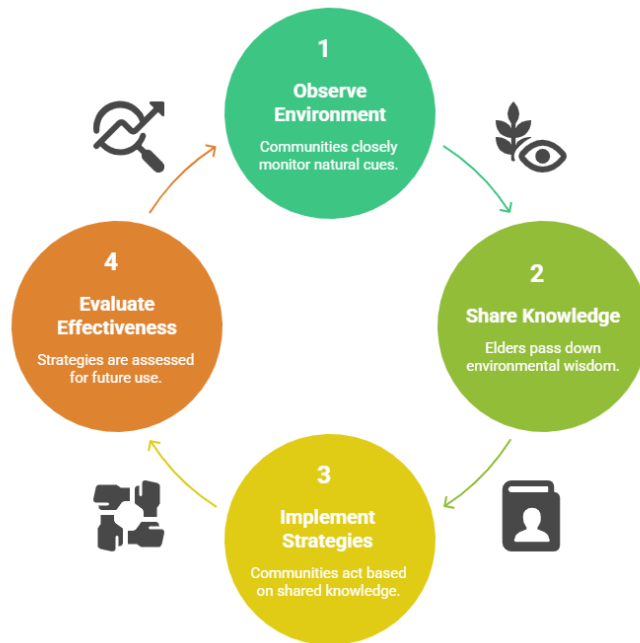 1
Observe
Environment
Communities closely
monitor natural cues.
2
Share Knowledge
Elders pass down
environmental wisdom.
3
Implement
Strategies
Communities act based
on shared knowledge.
4
Evaluate
Effectiveness
Strategies are assessed
for future use.